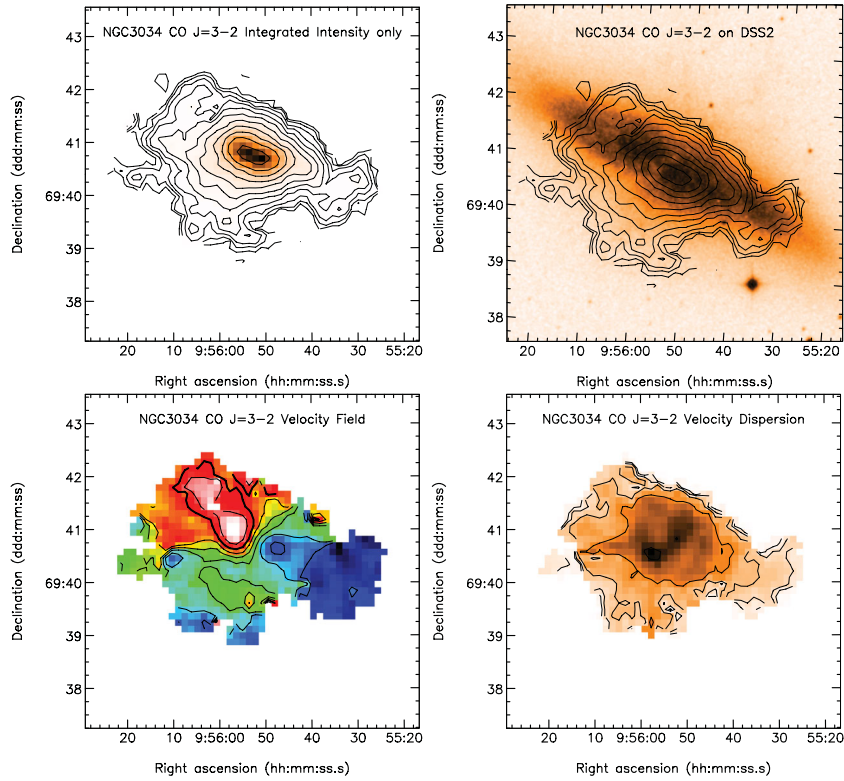 NGC3034 CO J=3-2 Integrated Intensity only
43
42
41
69:40
39
38
Declination (ddd:mm:ss)
20 10 9:56:00 50 40 30 55:20
Right ascension (hh:mm:ss.s)
NGC3034 CO J=3-2 on DSS2
43
42
41
69:40
39
38
Declination (ddd:mm:ss)
20 10 9:56:00 50 40 30 55:20
Right ascension (hh:mm:ss.s)
NGC3034 CO J=3-2 Velocity Field
43
42
41
69:40
39
38
Declination (ddd:mm:ss)
20 10 9:56:00 50 40 30 55:20
Right ascension (hh:mm:ss.s)
NGC3034 CO J=3-2 Velocity Dispersion
43
42
41
69:40
39
38
Declination (ddd:mm:ss)
20 10 9:56:00 50 40 30 55:20
Right ascension (hh:mm:ss.s)